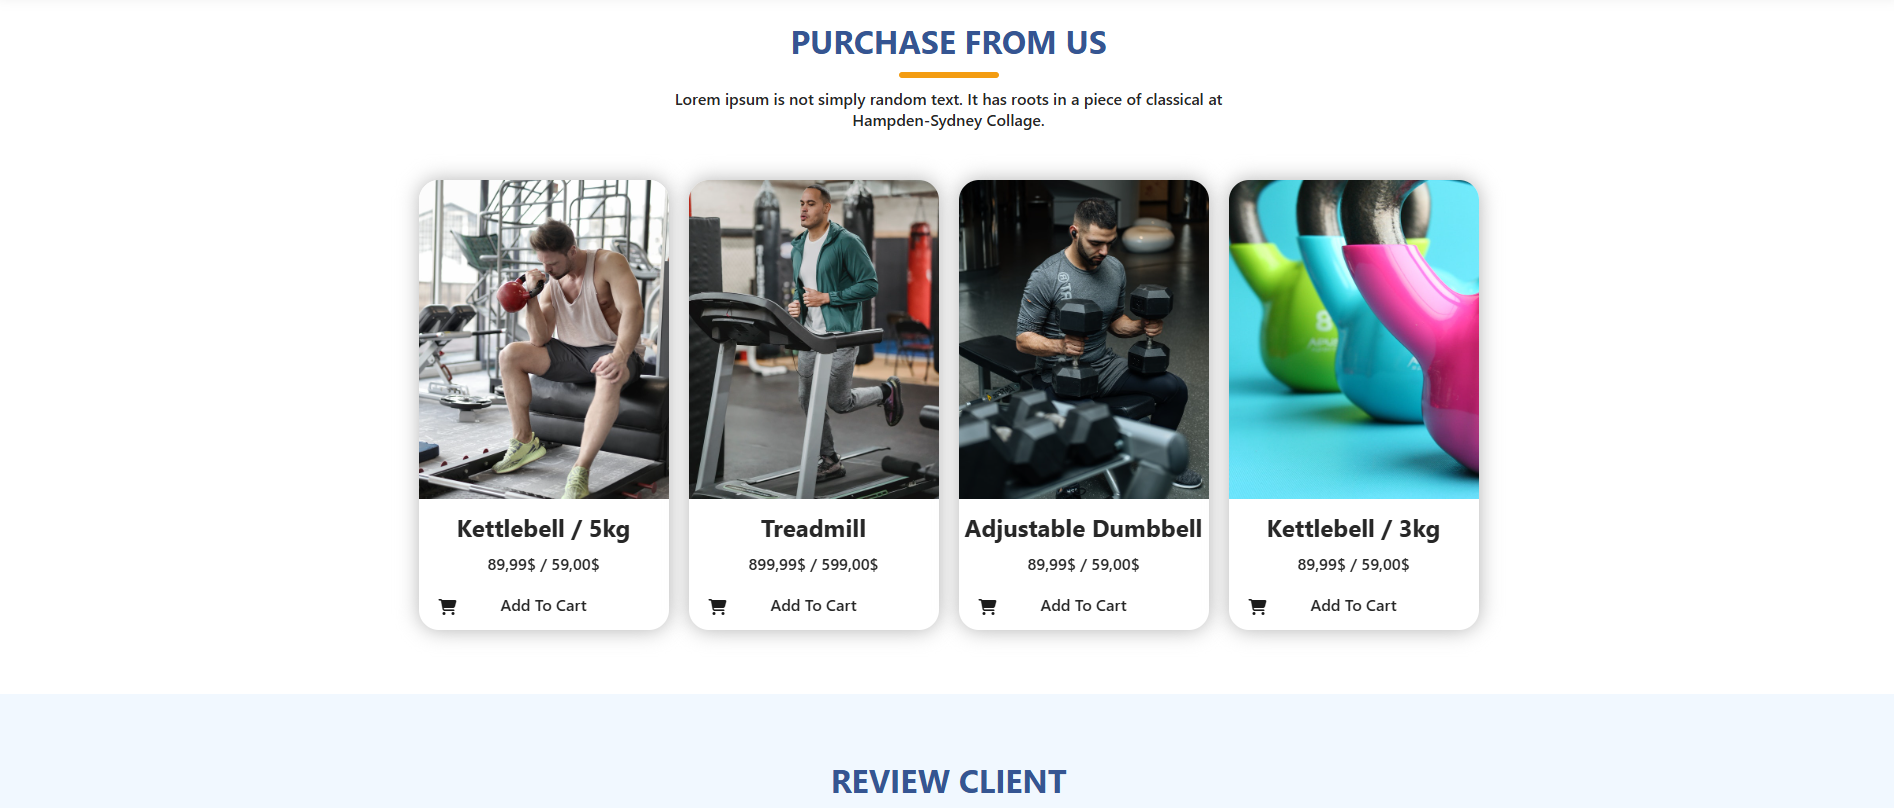 PURCHASE FROM US
Lorem ipsum is not simply random text. It has roots in a piece of classical at
Hampden-Sydney Collage.
8
Kettlebell / 5kg
89,99$ / 59,00$
Add To Cart
Treadmill
899,99$ / 599,00$
Add To Cart
Adjustable Dumbbell
89,99$ / 59,00$
Add To Cart
Kettlebell / 3kg
89,99$ / 59,00$
Add To Cart
REVIEW CLIENT